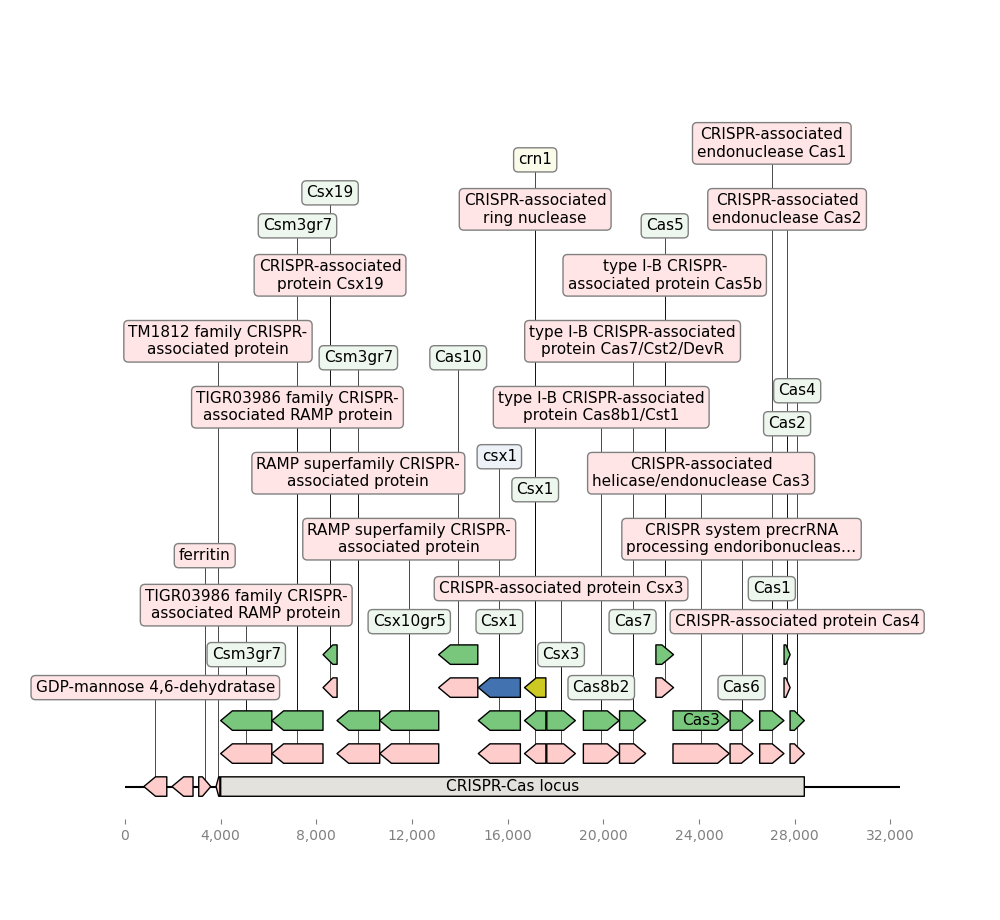 CRISPR-associated
endonuclease Cas1
crn1
Csx19
CRISPR-associated
ring nuclease
CRISPR-associated
endonuclease Cas2
Csm3gr7
Cas5
CRISPR-associated
protein Csx19
type I-B CRISPR-
associated protein Cas5b
TM1812 family CRISPR-
associated protein
type I-B CRISPR-associated
protein Cas7/Cst2/DevR
Csm3gr7
Cas10
Cas4
TIGR03986 family CRISPR-
associated RAMP protein
type I-B CRISPR-associated
protein Cas8b1/Cst1
Cas2
csx1
RAMP superfamily CRISPR-
associated protein
CRISPR-associated
helicase/endonuclease Cas3
Csx1
RAMP superfamily CRISPR-
associated protein
CRISPR system precrRNA
processing endoribonucleas…
ferritin
CRISPR-associated protein Csx3
Cas1
TIGR03986 family CRISPR-
associated RAMP protein
Csx10gr5
Csx1
Cas7
CRISPR-associated protein Cas4
Csm3gr7
Csx3
GDP-mannose 4,6-dehydratase
Cas8b2
Cas6
Cas3
CRISPR-Cas locus
0
4,000
8,000
12,000
16,000
20,000
24,000
28,000
32,000